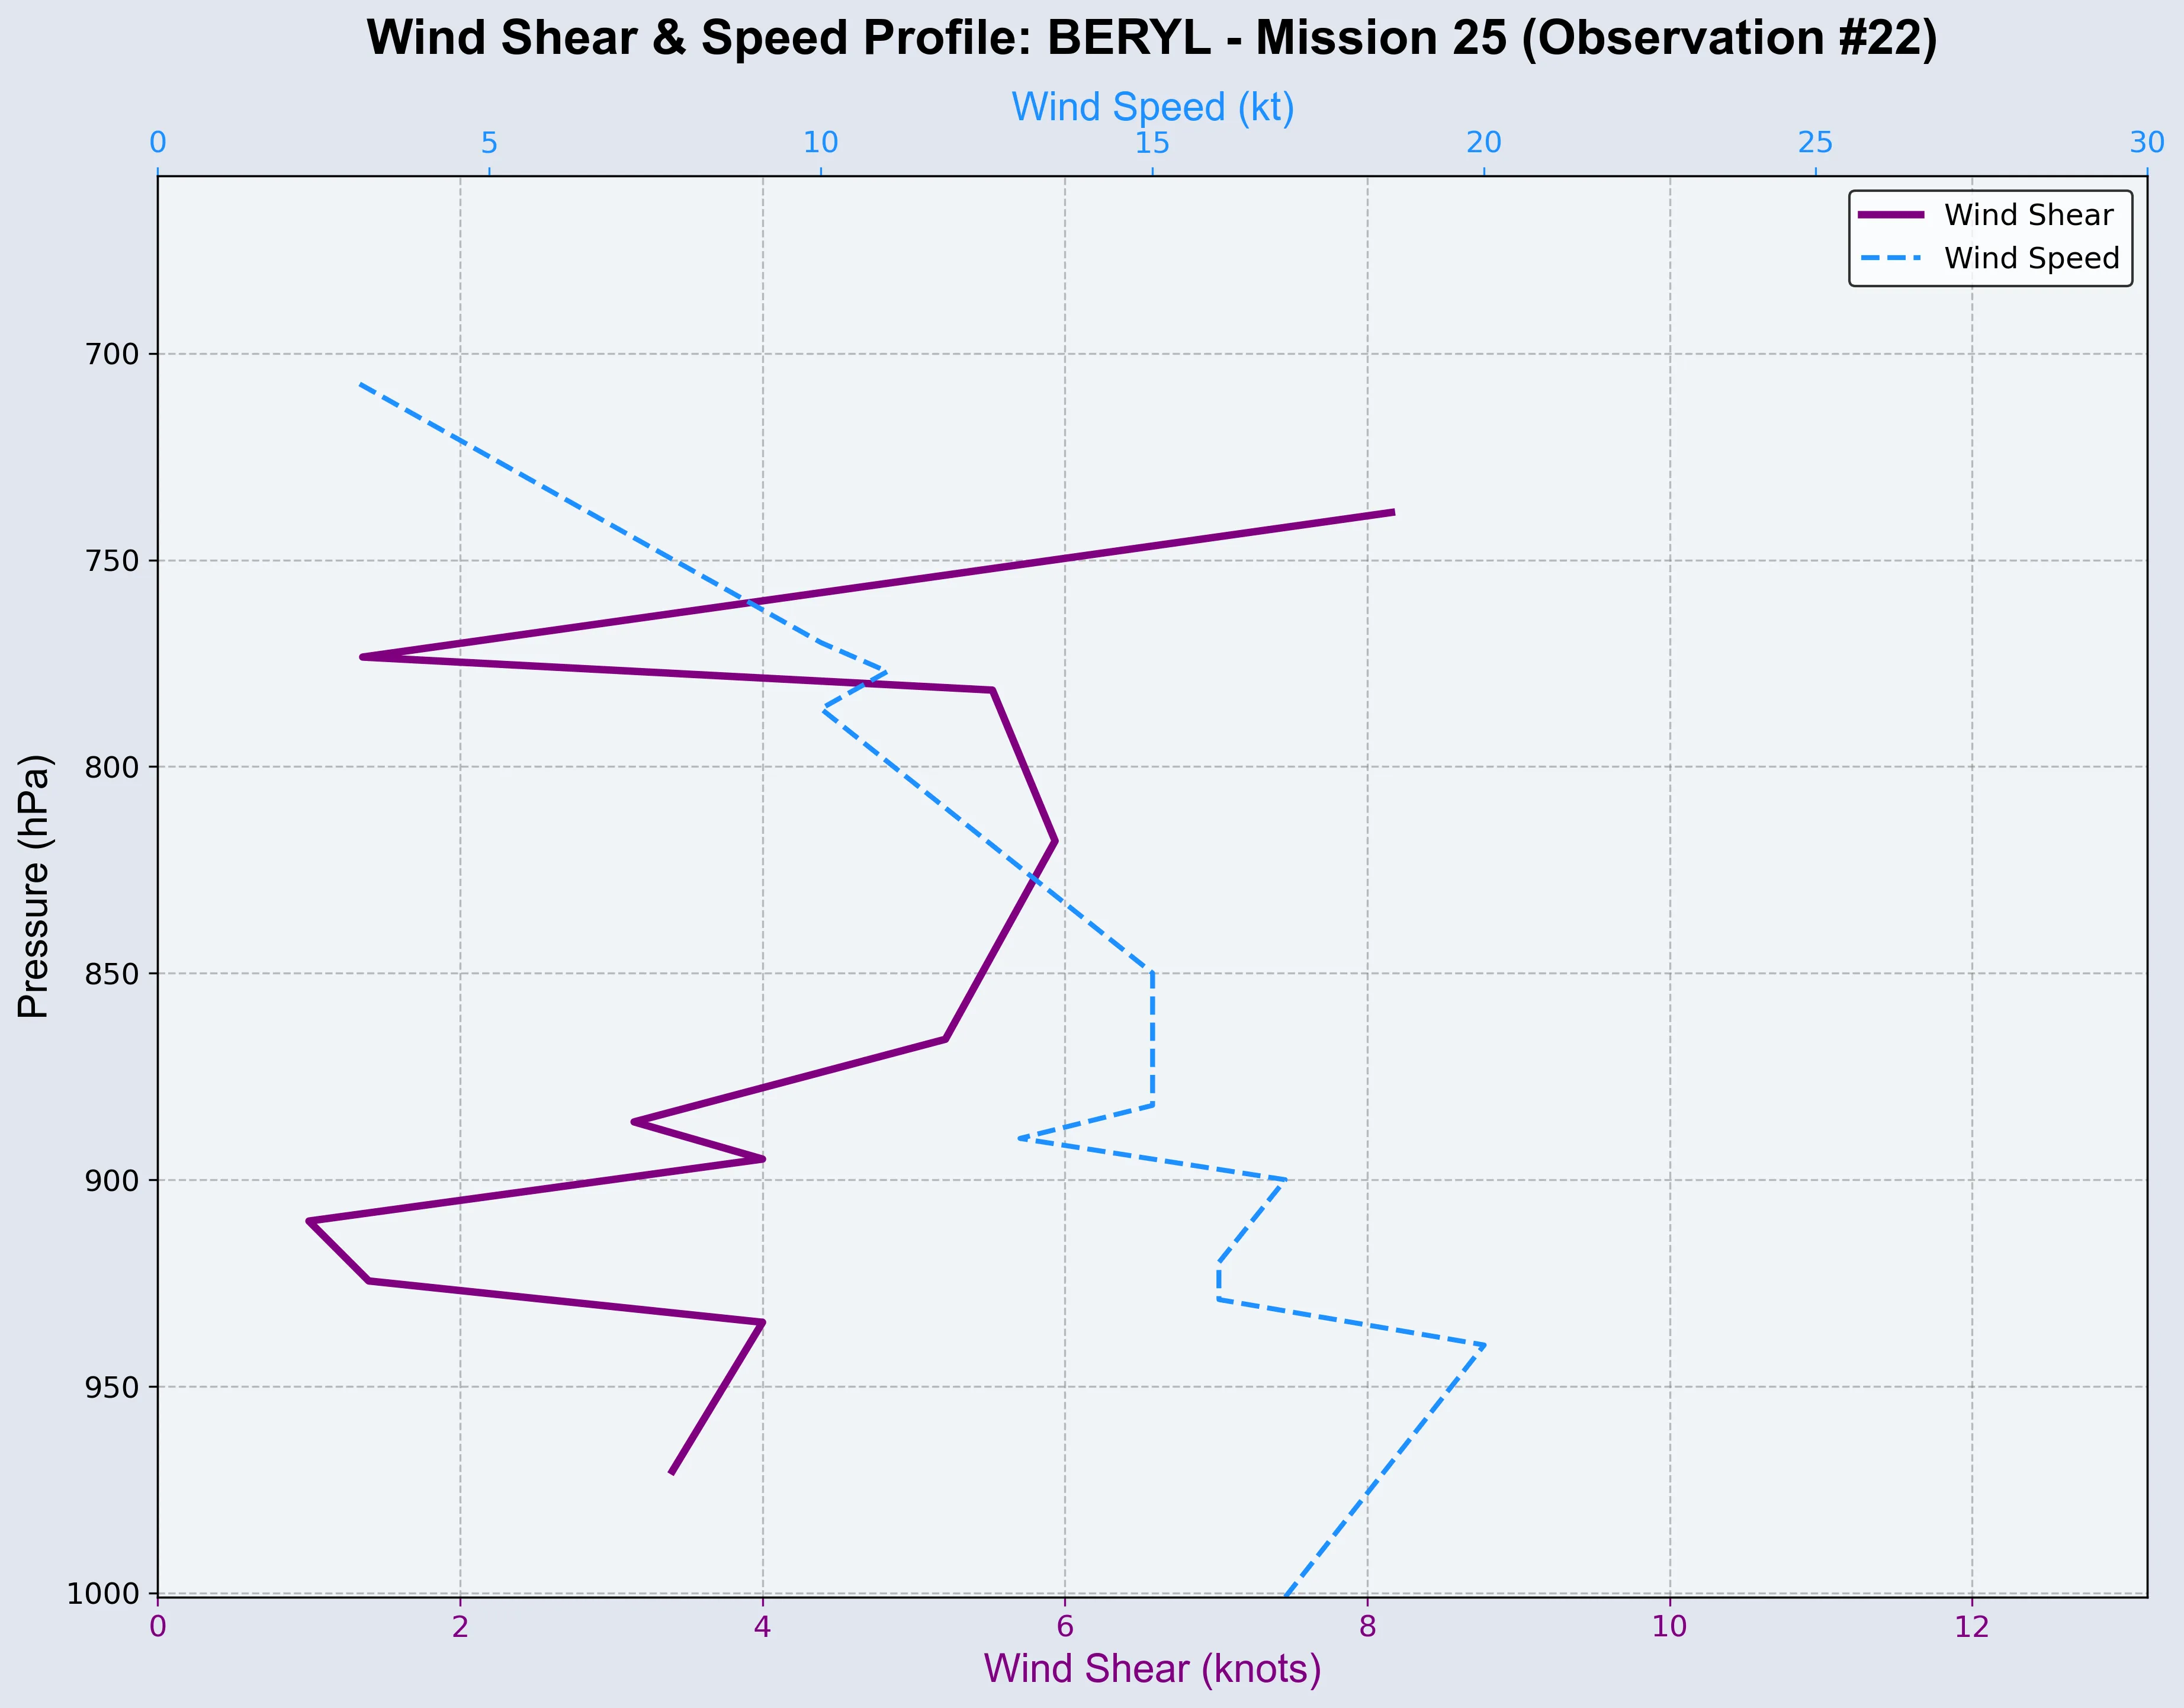 Wind Shear & Speed Profile: BERYL - Mission 25 (Observation #22)
Wind Speed (kt)
0 5 10 15 20 25 30
Wind Shear
Wind Speed
700
750
800
850
900
950
1000
Pressure (hPa)
0 2 4 6 8 10 12
Wind Shear (knots)